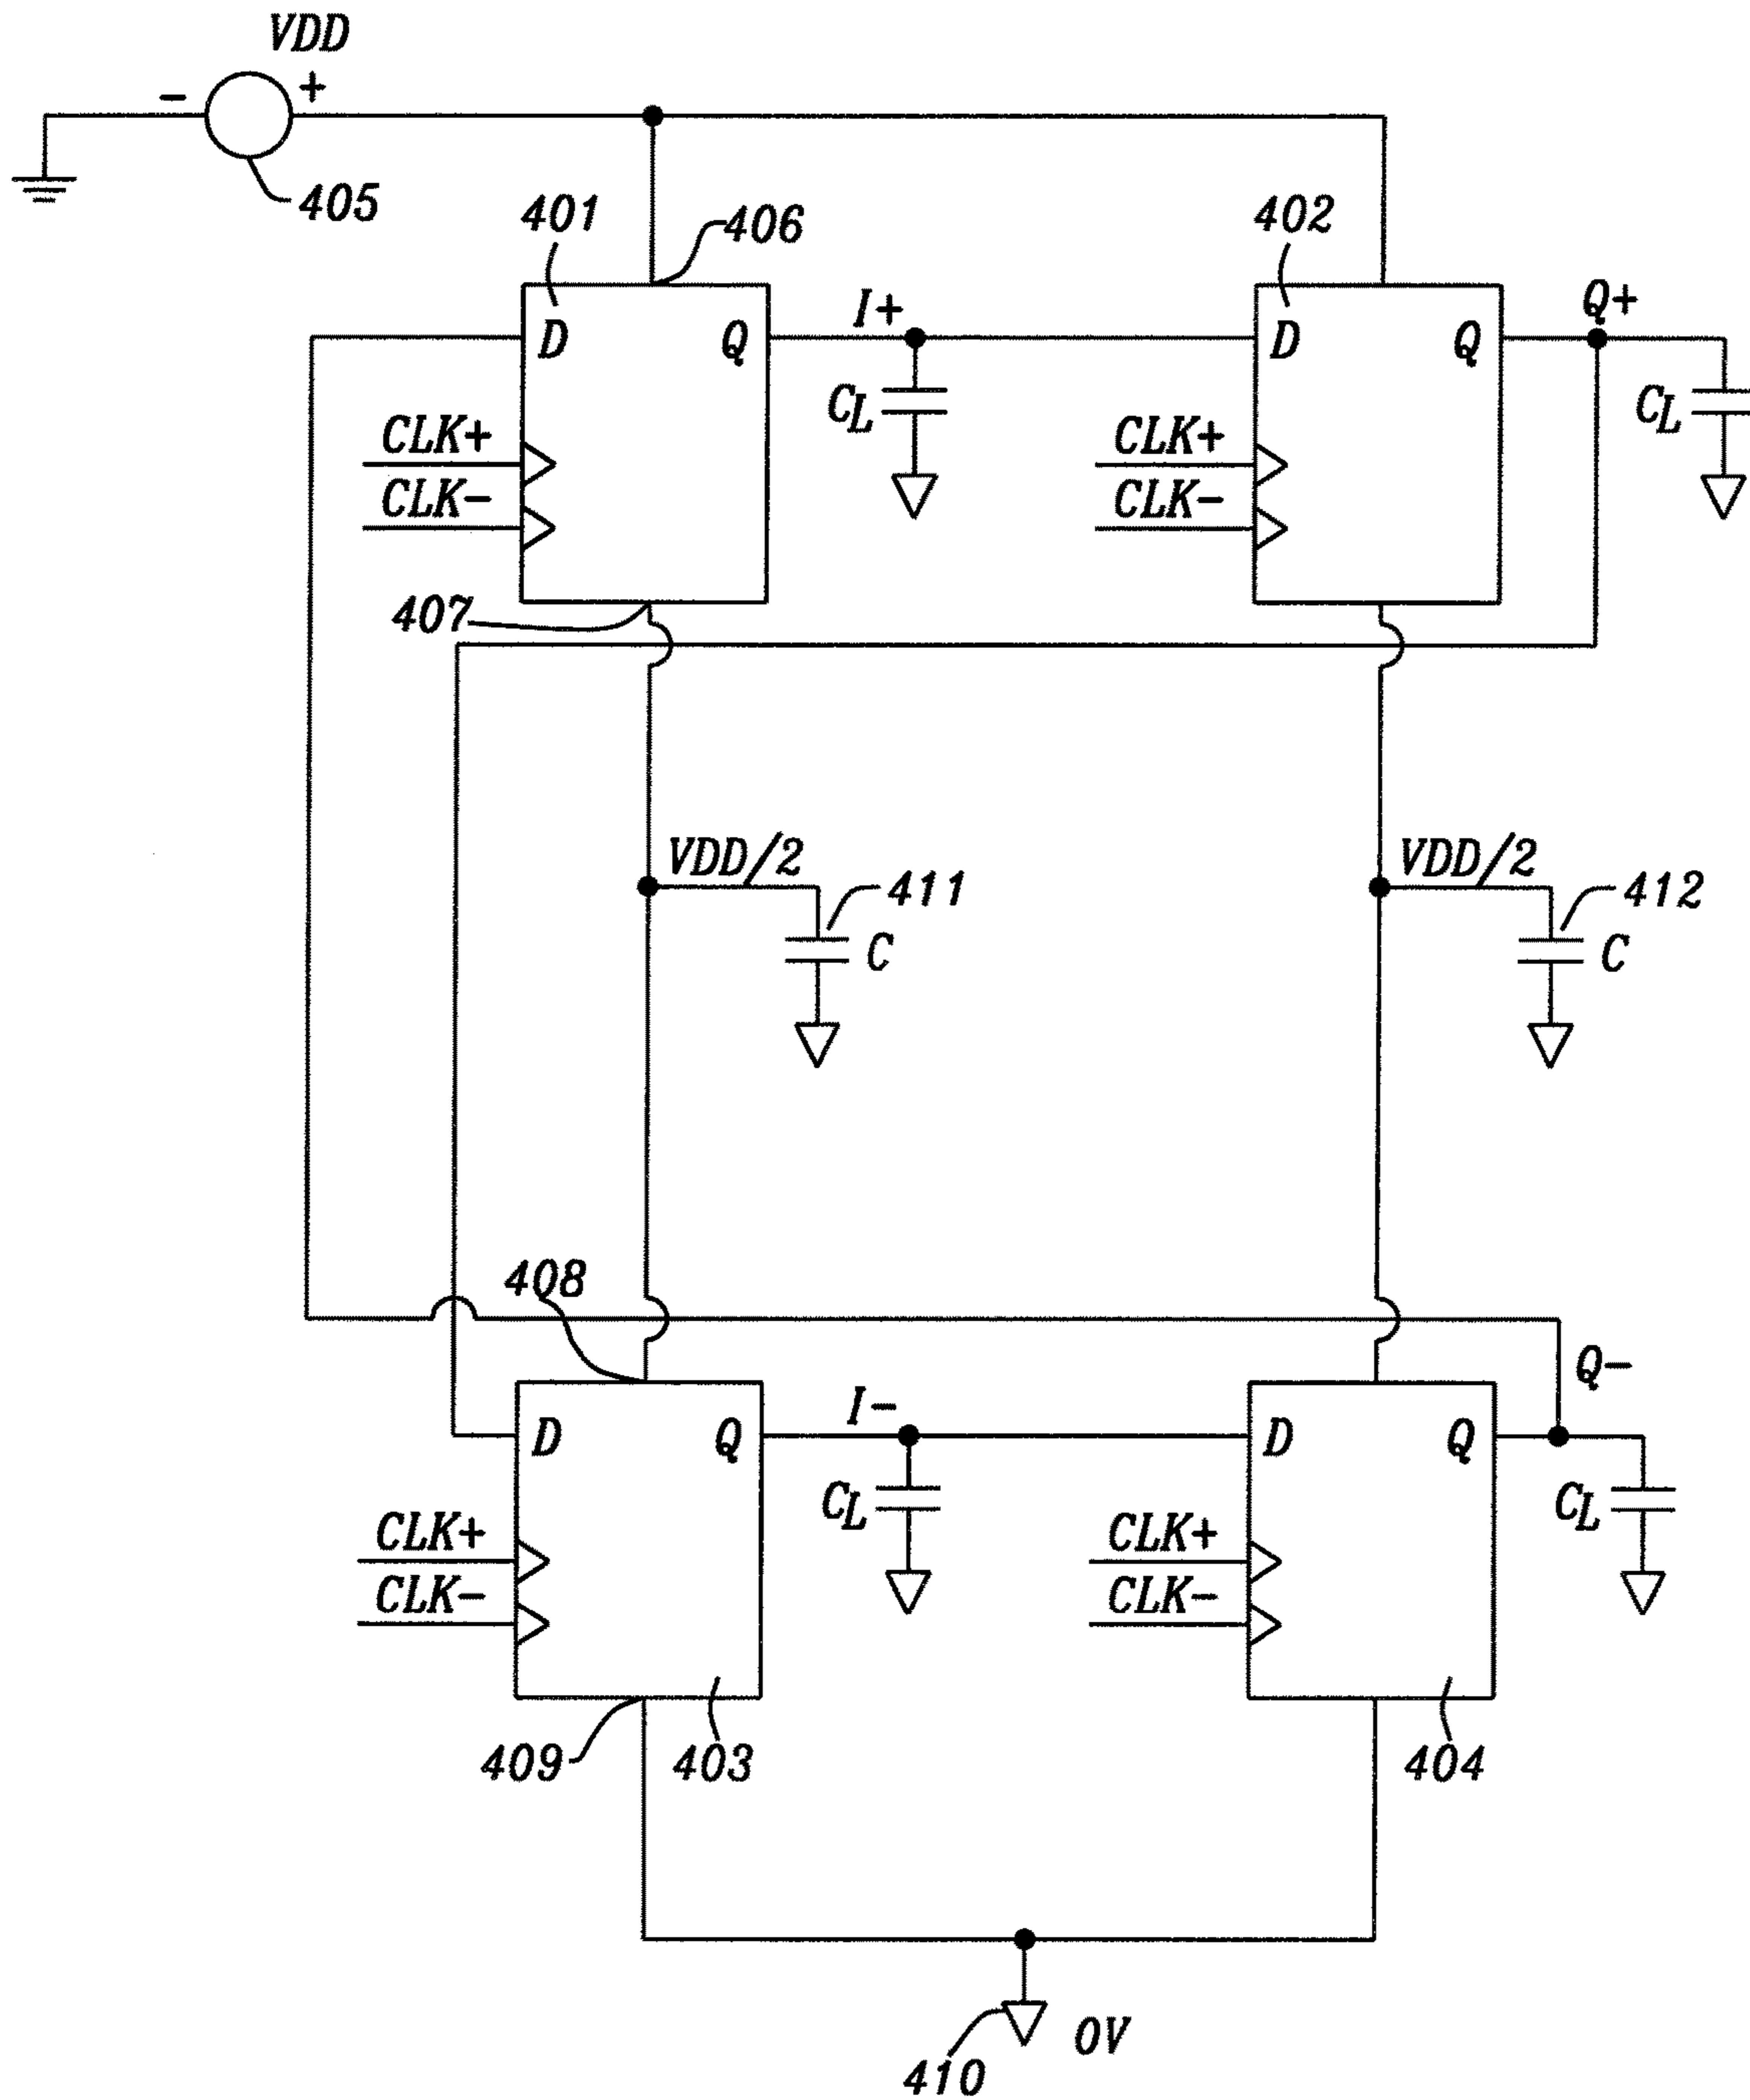 VDD
- +
405
401
406
402
D Q
I+
D Q
Q+
CL
CL
CLK+
CLK-
CLK+
CLK-
407
VDD/2
411
C
VDD/2
412
C
408
Q-
D Q
I-
D Q
CL
CL
CLK+
CLK-
CLK+
CLK-
409
403
404
410
0V